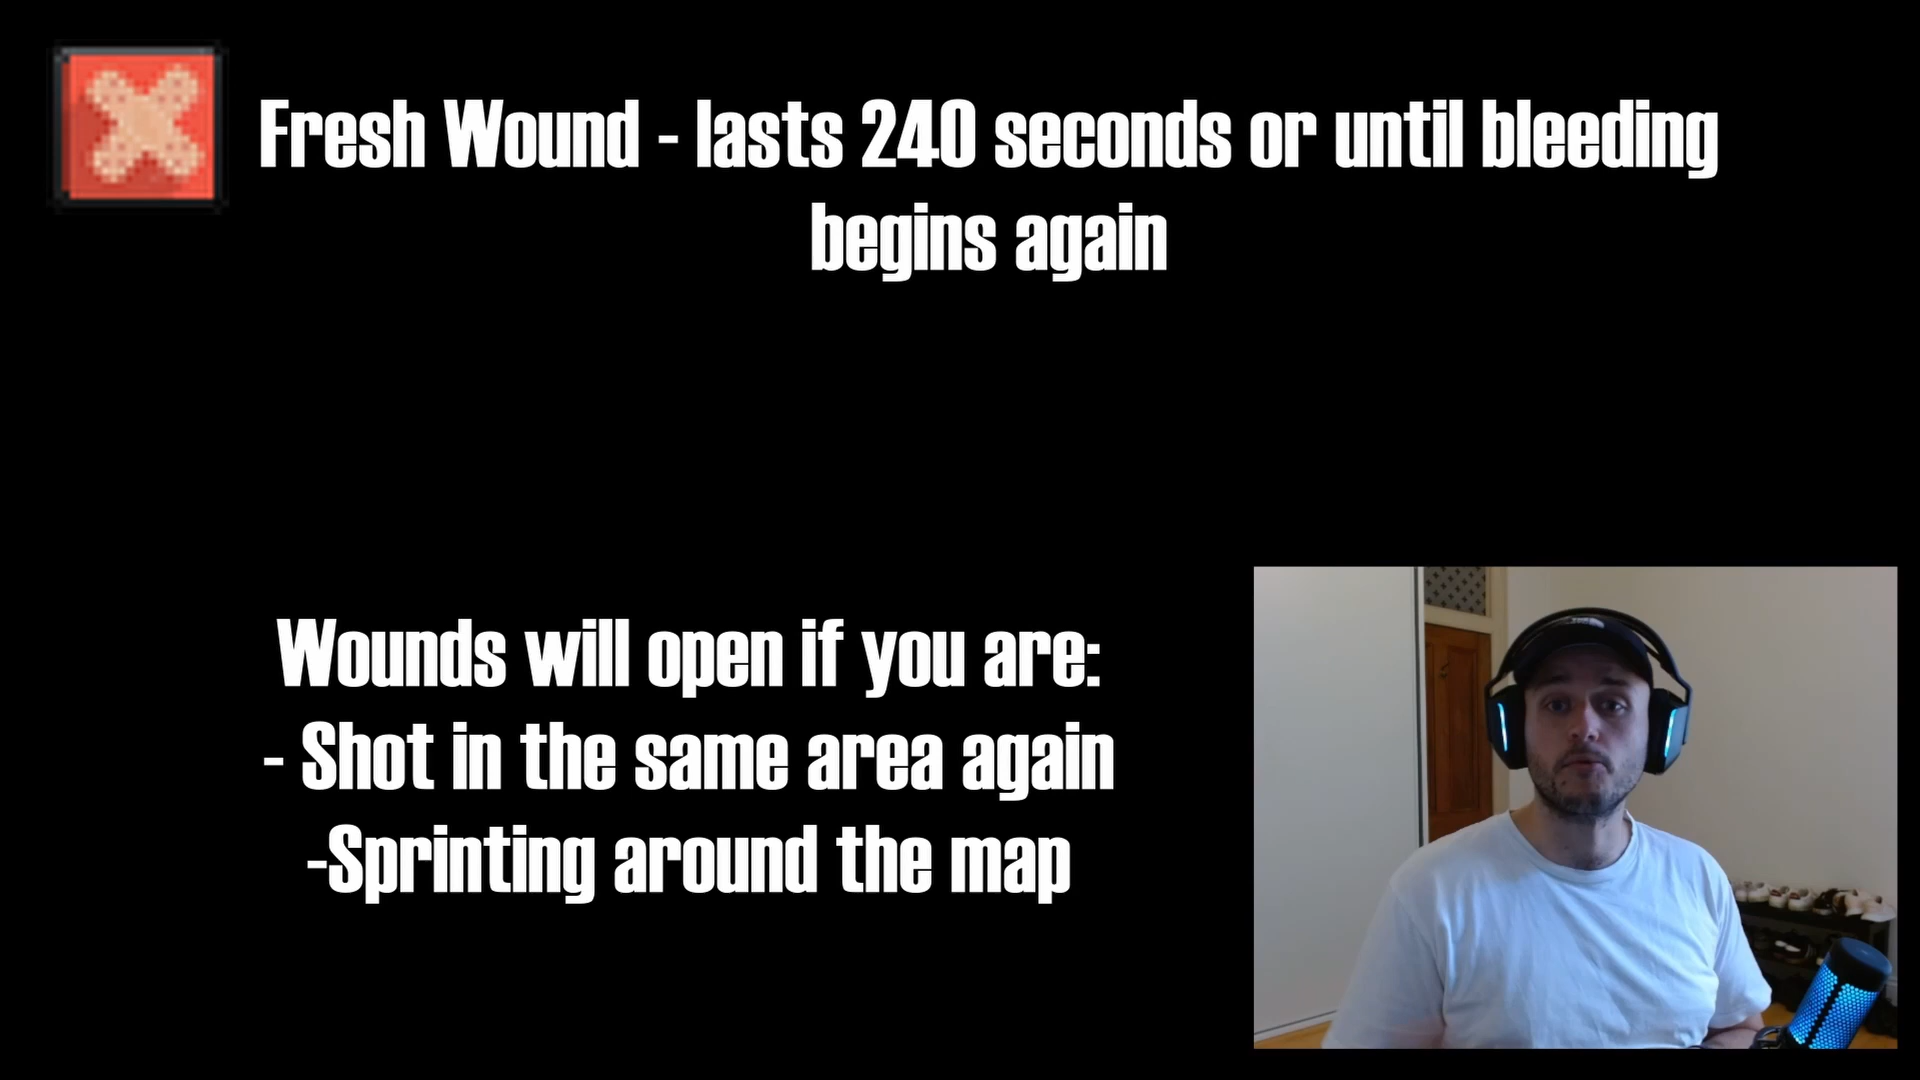 Fresh Wound - lasts 240 seconds or until bleeding
begins again
Wounds will open if you are:
- Shot in the same area again
-Sprinting around the map